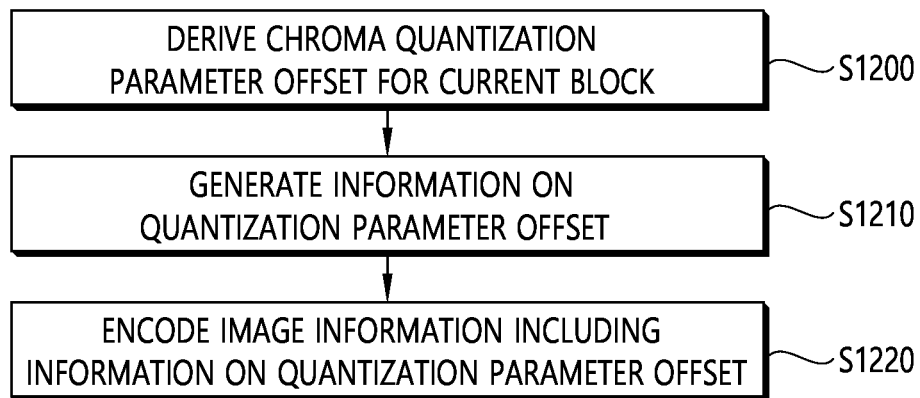 DERIVE CHROMA QUANTIZATION
PARAMETER OFFSET FOR CURRENT BLOCK
S1200
GENERATE INFORMATION ON
QUANTIZATION PARAMETER OFFSET
S1210
ENCODE IMAGE INFORMATION INCLUDING
INFORMATION ON QUANTIZATION PARAMETER OFFSET
S1220